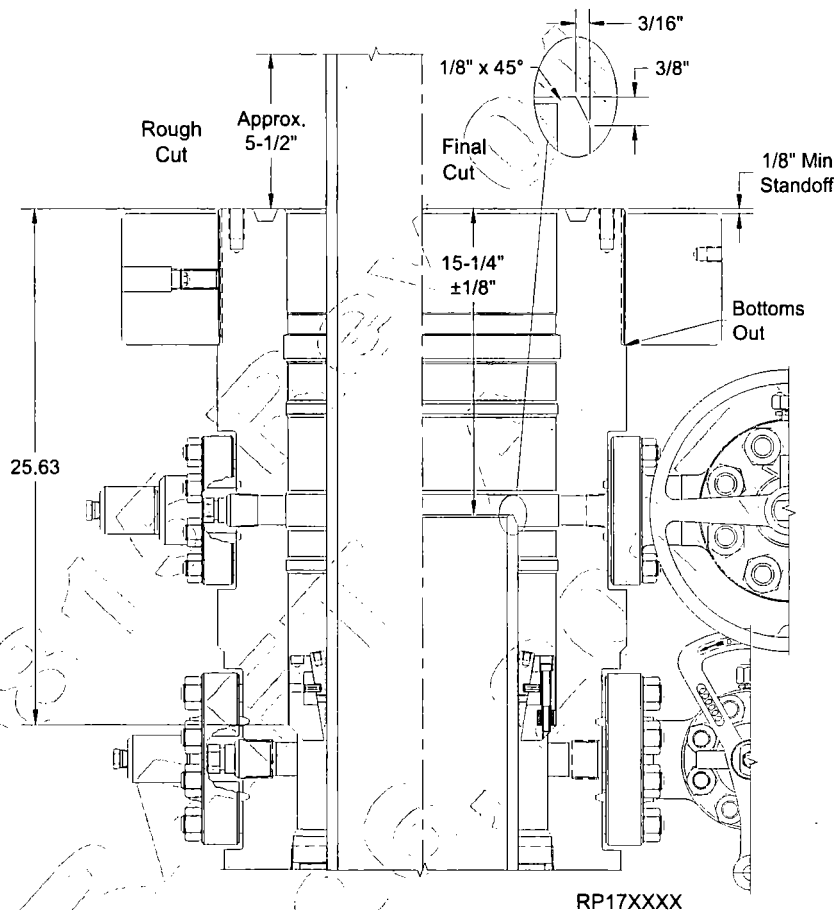 3/16"
1/8" x 45°
3/8"
Rough
Cut
Approx.
5-1/2"
Final
Cut
1/8" Min
Standoff
15-1/4"
±1/8"
Bottoms
Out
25.63
RP17XXXX